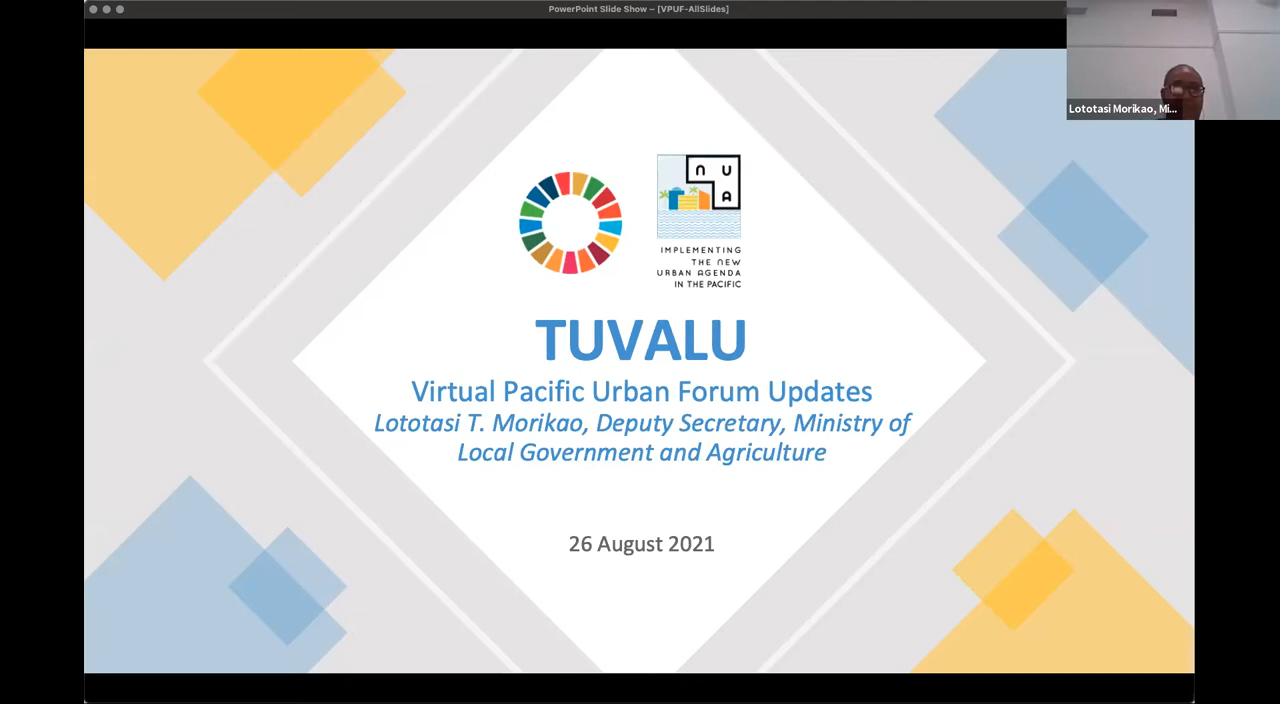 PowerPoint Slide Show – [VPUF-AllSlides]
Lototasi Morikao, Mi...
N U
A
IMPLEMENTING
THE NEW
URBAN AGENDA
IN THE PACIFIC
TUVALU
Virtual Pacific Urban Forum Updates
Lototasi T. Morikao, Deputy Secretary, Ministry of
Local Government and Agriculture
26 August 2021